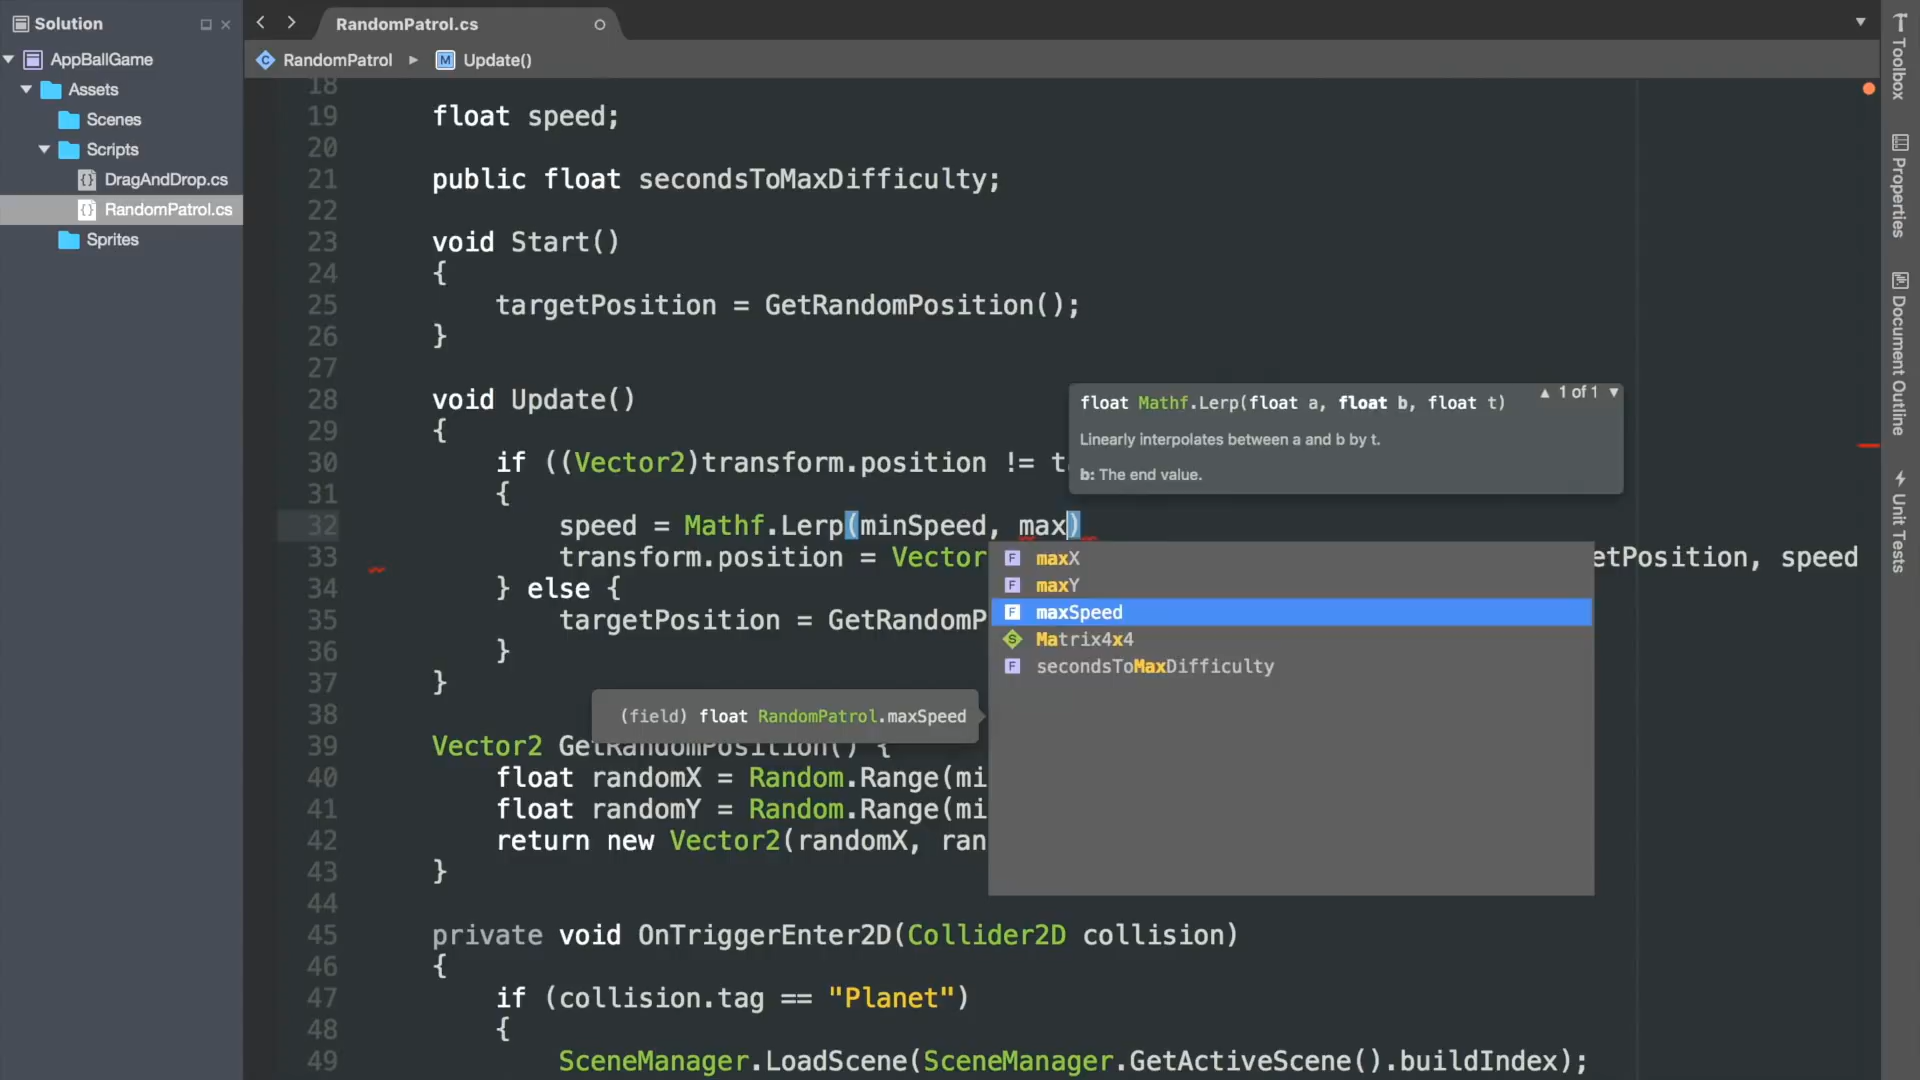 Solution
RandomPatrol.cs
AppBallGame
Assets
Scenes
Scripts
DragAndDrop.cs
RandomPatrol.cs
Sprites
RandomPatrol ▸ M Update()
18
19 float speed;
20
21 public float secondsToMaxDifficulty;
22
23 void Start()
24 {
25 targetPosition = GetRandomPosition();
26 }
27
28 void Update()
29 {
30 if ((Vector2)transform.position != t
31 {
32 speed = Mathf.Lerp(minSpeed, max)
33 transform.position = Vector etPosition, speed
34 } else {
35 targetPosition = GetRandomP
36 }
37 }
38
39 Vector2 GetRandomPosition() {
40 float randomX = Random.Range(mi
41 float randomY = Random.Range(mi
42 return new Vector2(randomX, ran
43 }
44
45 private void OnTriggerEnter2D(Collider2D collision)
46 {
47 if (collision.tag == "Planet")
48 {
49 SceneManager.LoadScene(SceneManager.GetActiveScene().buildIndex);
float Mathf.Lerp(float a, float b, float t) ▲ 1 of 1 ▼
Linearly interpolates between a and b by t.
b: The end value.
F maxX
F maxY
F maxSpeed
S Matrix4x4
F secondsToMaxDifficulty
(field) float RandomPatrol.maxSpeed
Toolbox
Properties
Document Outline
Unit Tests